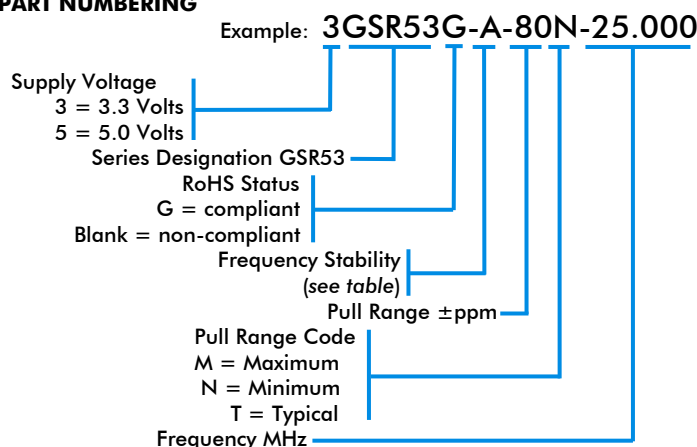 PART NUMBERING
Example: 3GSR53G-A-80N-25.000
Supply Voltage
3 = 3.3 Volts
5 = 5.0 Volts
Series Designation GSR53
RoHS Status
G = compliant
Blank = non-compliant
Frequency Stability
(see table)
Pull Range ±ppm
Pull Range Code
M = Maximum
N = Minimum
T = Typical
Frequency MHz